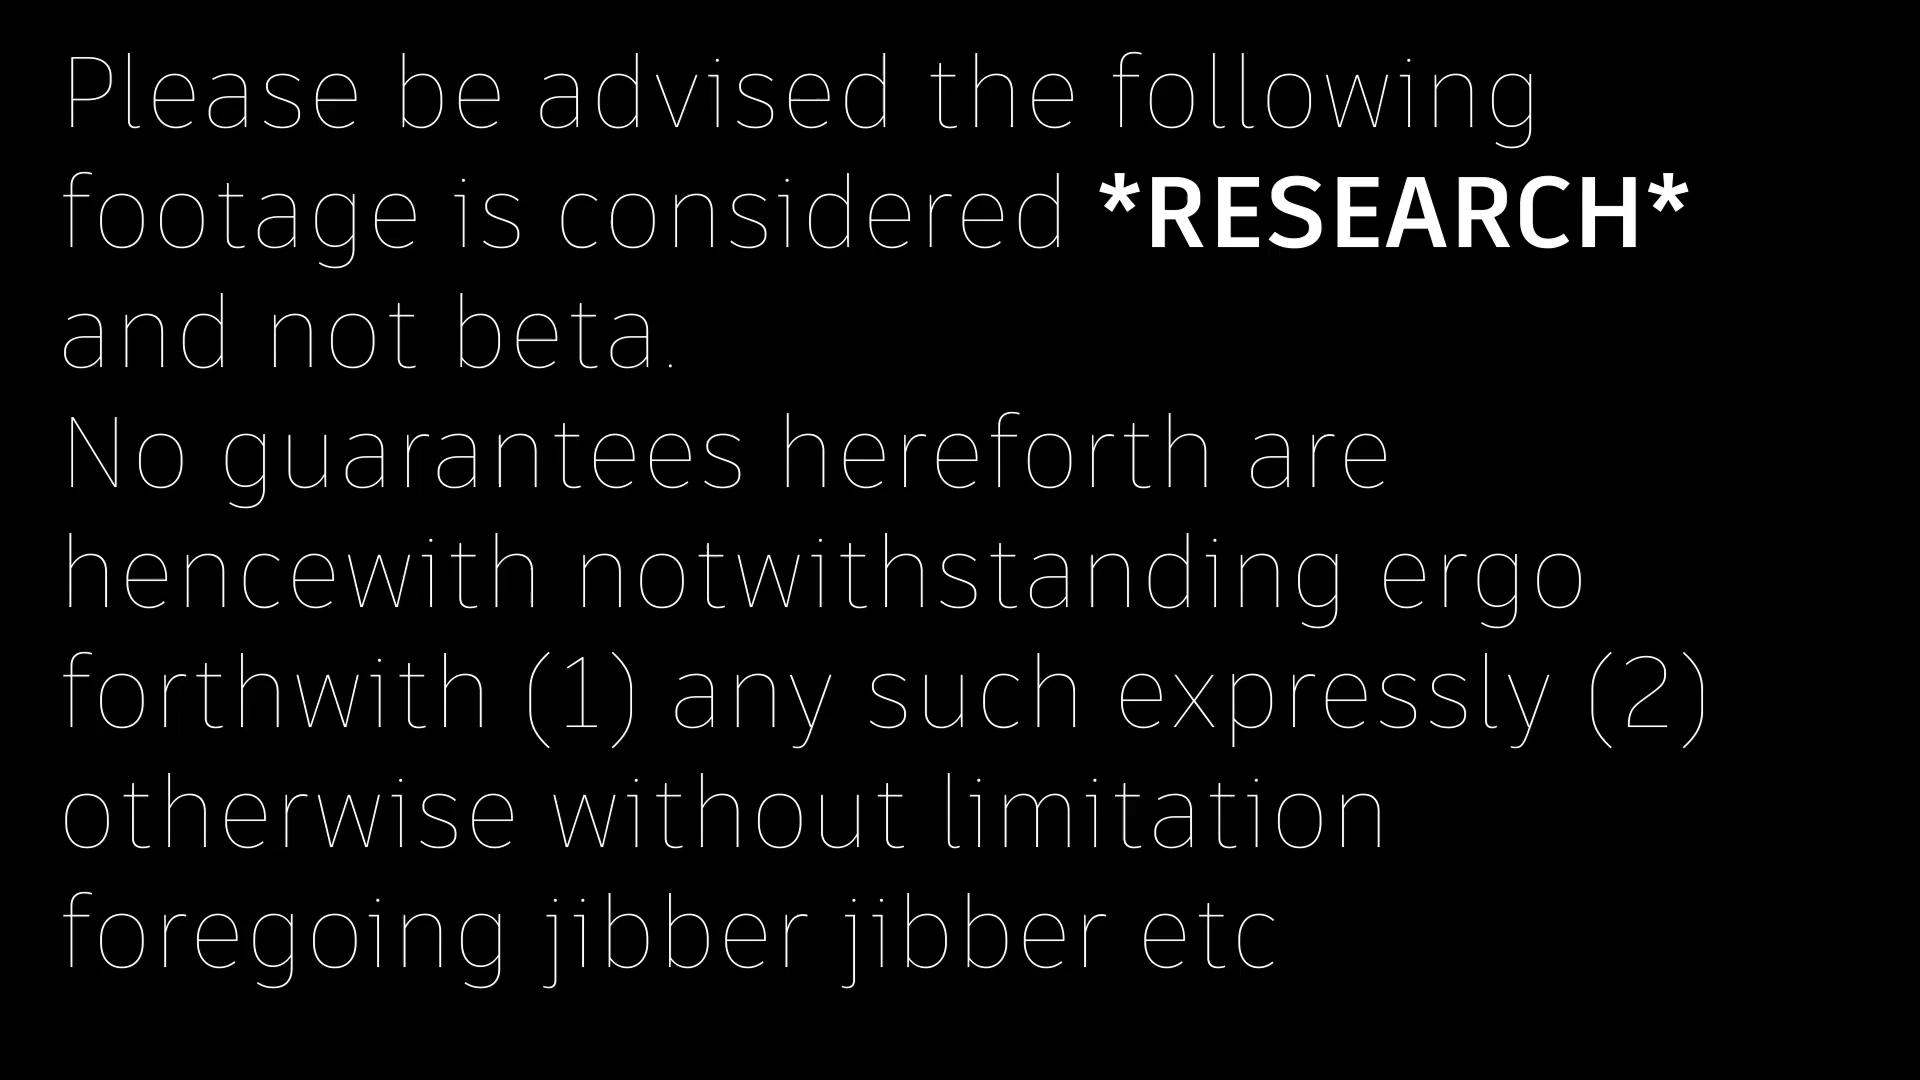 Please be advised the following
footage is considered *RESEARCH*
and not beta.
No guarantees hereforth are
hencewith notwithstanding ergo
forthwith (1) any such expressly (2)
otherwise without limitation
foregoing jibber jibber etc